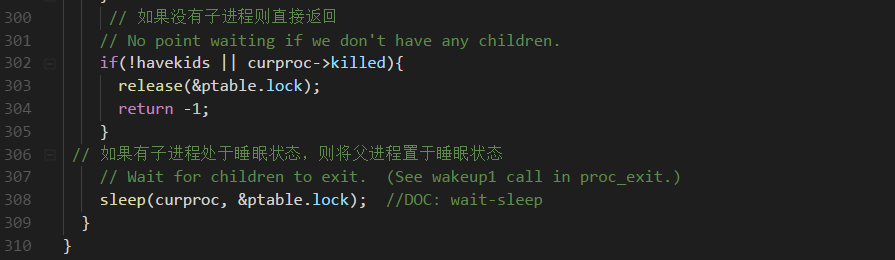 300 // 如果没有子进程则直接返回
301 // No point waiting if we don't have any children.
302 if(!havekids || curproc->killed){
303 release(&ptable.lock);
304 return -1;
305 }
306 // 如果有子进程处于睡眠状态，则将父进程置于睡眠状态
307 // Wait for children to exit.  (See wakeup1 call in proc_exit.)
308 sleep(curproc, &ptable.lock);  //DOC: wait-sleep
309 }
310 }